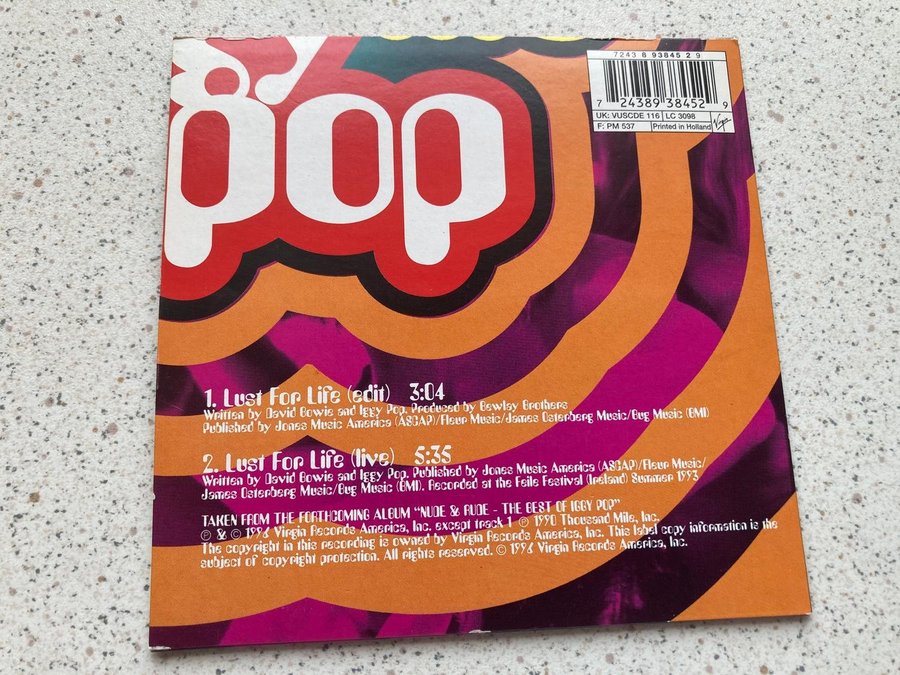 gy
pop
7243 8 93845 2 9
7 24389 38452 9
UK: VUSCDE 116 LC 3098
F: PM 537 Printed in Holland Virgin
1. Lust For Life (edit) 3:04
Written by David Bowie and Iggy Pop. Produced by Bewlay Brothers
Published by Jones Music America (ASCAP)/Fleur Music/James Osterberg Music/Bug Music (BMI)
2. Lust For Life (live) 5:35
Written by David Bowie and Iggy Pop. Published by Jones Music America (ASCAP)/Fleur Music/
James Osterberg Music/Bug Music (BMI). Recorded at the Feile Festival (Ireland) Summer 1993
TAKEN FROM THE FORTHCOMING ALBUM "NUDE & RUDE - THE BEST OF IGGY POP"
℗ & © 1996 Virgin Records America, Inc. except track 1 ℗ 1990 Thousand Mile, Inc.
The copyright in this recording is owned by Virgin Records America, Inc. This label copy information is the
subject of copyright protection. All rights reserved. © 1996 Virgin Records America, Inc.